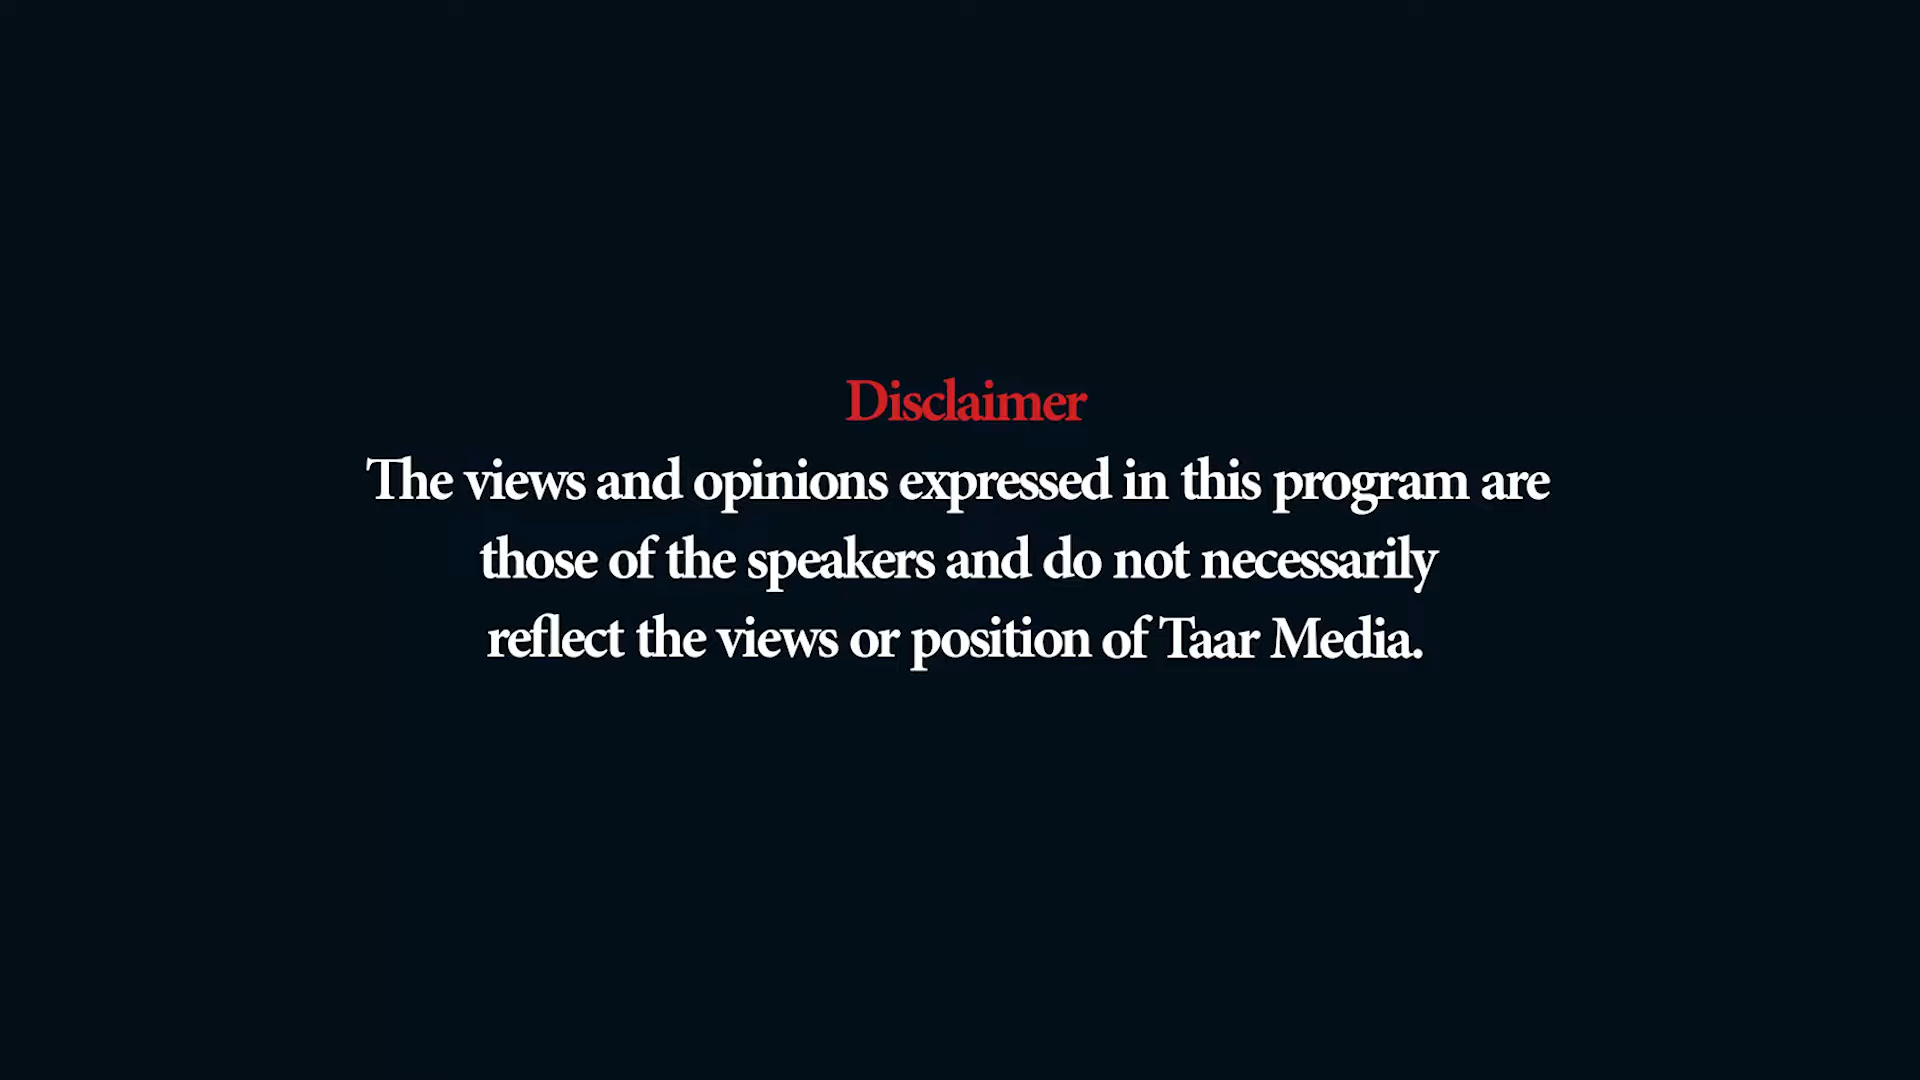 Disclaimer
The views and opinions expressed in this program are
those of the speakers and do not necessarily
reflect the views or position of Taar Media.